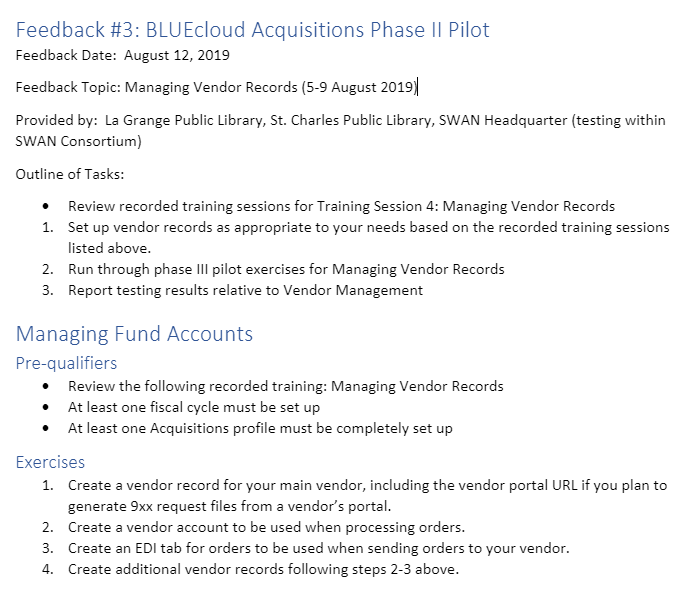 Feedback #3: BLUEcloud Acquisitions Phase II Pilot
Feedback Date:  August 12, 2019
Feedback Topic: Managing Vendor Records (5-9 August 2019)
Provided by:  La Grange Public Library, St. Charles Public Library, SWAN Headquarter (testing within
SWAN Consortium)
Outline of Tasks:
• Review recorded training sessions for Training Session 4: Managing Vendor Records
1. Set up vendor records as appropriate to your needs based on the recorded training sessions
listed above.
2. Run through phase III pilot exercises for Managing Vendor Records
3. Report testing results relative to Vendor Management
Managing Fund Accounts
Pre-qualifiers
• Review the following recorded training: Managing Vendor Records
• At least one fiscal cycle must be set up
• At least one Acquisitions profile must be completely set up
Exercises
1. Create a vendor record for your main vendor, including the vendor portal URL if you plan to
generate 9xx request files from a vendor's portal.
2. Create a vendor account to be used when processing orders.
3. Create an EDI tab for orders to be used when sending orders to your vendor.
4. Create additional vendor records following steps 2-3 above.